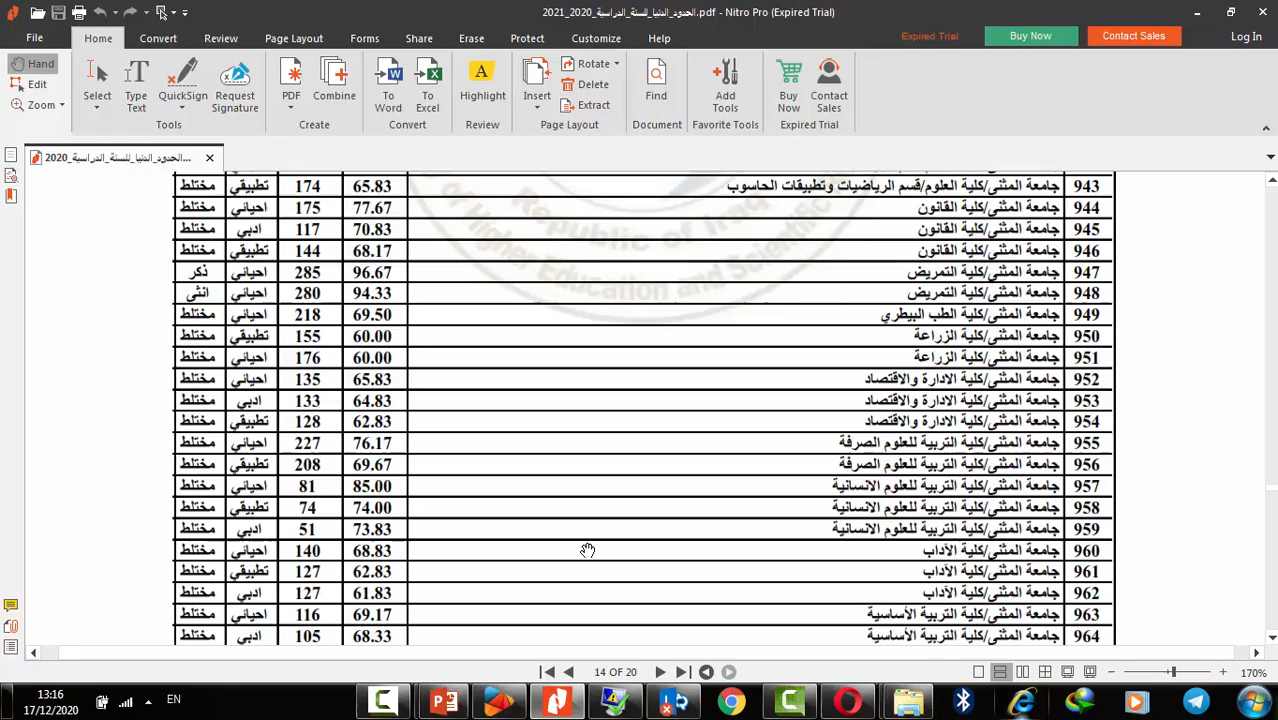 الحدود_الدنيا_للسنة_الدراسية_2020_2021.pdf - Nitro Pro (Expired Trial)
File Home Convert Review Page Layout Forms Share Erase Protect Customize Help Expired Trial Buy Now Contact Sales Log In
Hand
Edit
Zoom
Select
Type Text
QuickSign
Request Signature
Tools
PDF
Combine
Create
To Word
To Excel
Convert
Highlight
Review
Insert
Rotate
Delete
Extract
Page Layout
Find
Document
Add Tools
Favorite Tools
Buy Now
Contact Sales
Expired Trial
الحدود_الدنيا_للسنة_الدراسية_2020...
Republic of Iraq
of Higher Education and Scientific
943 جامعة المثنى/كلية العلوم/قسم الرياضيات وتطبيقات الحاسوب 65.83 174 تطبيقي مختلط
944 جامعة المثنى/كلية القانون 77.67 175 احيائي مختلط
945 جامعة المثنى/كلية القانون 70.83 117 ادبي مختلط
946 جامعة المثنى/كلية القانون 68.17 144 تطبيقي مختلط
947 جامعة المثنى/كلية التمريض 96.67 285 احيائي ذكر
948 جامعة المثنى/كلية التمريض 94.33 280 احيائي انثى
949 جامعة المثنى/كلية الطب البيطري 69.50 218 احيائي مختلط
950 جامعة المثنى/كلية الزراعة 60.00 155 تطبيقي مختلط
951 جامعة المثنى/كلية الزراعة 60.00 176 احيائي مختلط
952 جامعة المثنى/كلية الادارة والاقتصاد 65.83 135 احيائي مختلط
953 جامعة المثنى/كلية الادارة والاقتصاد 64.83 133 ادبي مختلط
954 جامعة المثنى/كلية الادارة والاقتصاد 62.83 128 تطبيقي مختلط
955 جامعة المثنى/كلية التربية للعلوم الصرفة 76.17 227 احيائي مختلط
956 جامعة المثنى/كلية التربية للعلوم الصرفة 69.67 208 تطبيقي مختلط
957 جامعة المثنى/كلية التربية للعلوم الانسانية 85.00 81 احيائي مختلط
958 جامعة المثنى/كلية التربية للعلوم الانسانية 74.00 74 تطبيقي مختلط
959 جامعة المثنى/كلية التربية للعلوم الانسانية 73.83 51 ادبي مختلط
960 جامعة المثنى/كلية الآداب 68.83 140 احيائي مختلط
961 جامعة المثنى/كلية الآداب 62.83 127 تطبيقي مختلط
962 جامعة المثنى/كلية الآداب 61.83 127 ادبي مختلط
963 جامعة المثنى/كلية التربية الأساسية 69.17 116 احيائي مختلط
964 جامعة المثنى/كلية التربية الأساسية 68.33 105 ادبي مختلط
14 OF 20
170%
13:16
17/12/2020
EN